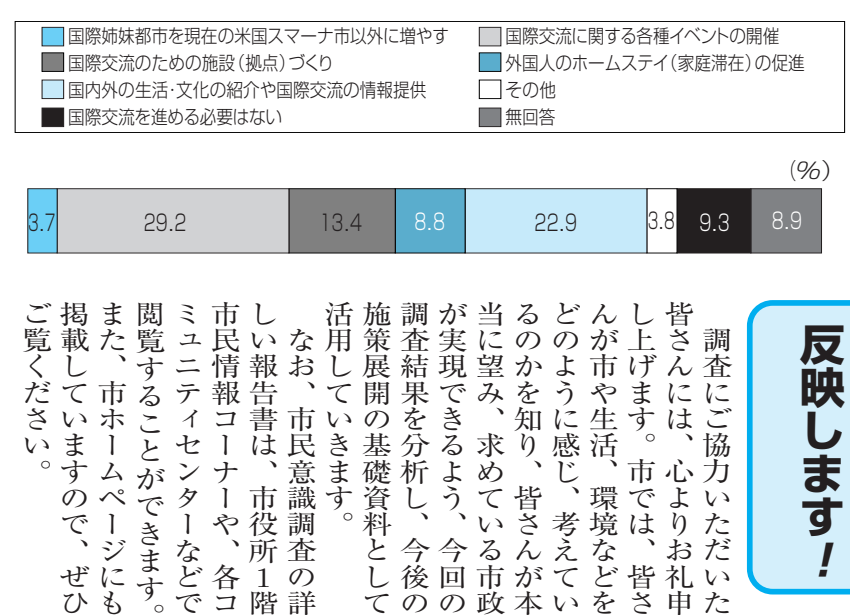 国際姉妹都市を現在の米国スマーナ市以外に増やす
国際交流に関する各種イベントの開催
国際交流のための施設(拠点)づくり
外国人のホームステイ(家庭滞在)の促進
国内外の生活・文化の紹介や国際交流の情報提供
その他
国際交流を進める必要はない
無回答
(%)
3.7 29.2 13.4 8.8 22.9 3.8 9.3 8.9
反映します!
調査にご協力いただいた
皆さんには、心よりお礼申
し上げます。市では、皆さ
んが市や生活、環境などを
どのように感じ、考えてい
るのかを知り、皆さんが本
当に望み、求めている市政
が実現できるよう、今回の
調査結果を分析し、今後の
施策展開の基礎資料として
活用していきます。
なお、市民意識調査の詳
しい報告書は、市役所1階
市民情報コーナーや、各コ
ミュニティセンターなどで
閲覧することができます。
また、市ホームページにも
掲載していますので、ぜひ
ご覧ください。